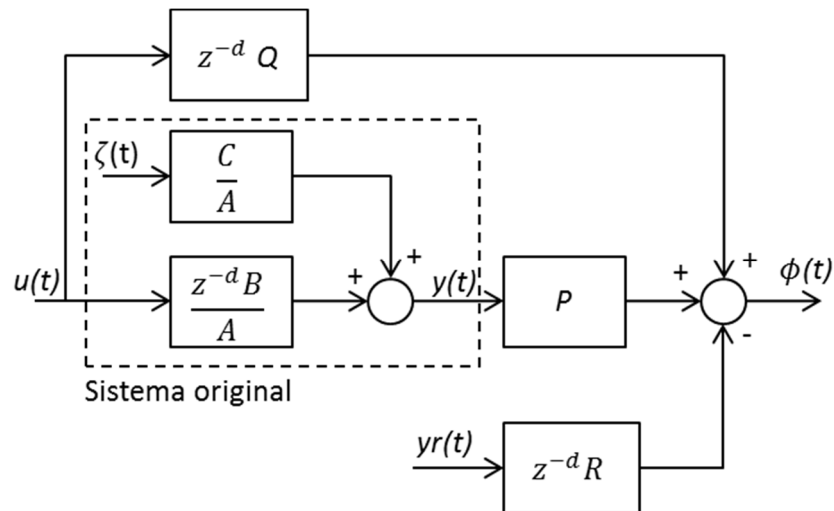 z⁻ᵈ Q
ζ(t)
C
A
+
u(t)
z⁻ᵈ B
A
+
y(t)
P
+
+
ϕ(t)
-
Sistema original
yr(t)
z⁻ᵈ R